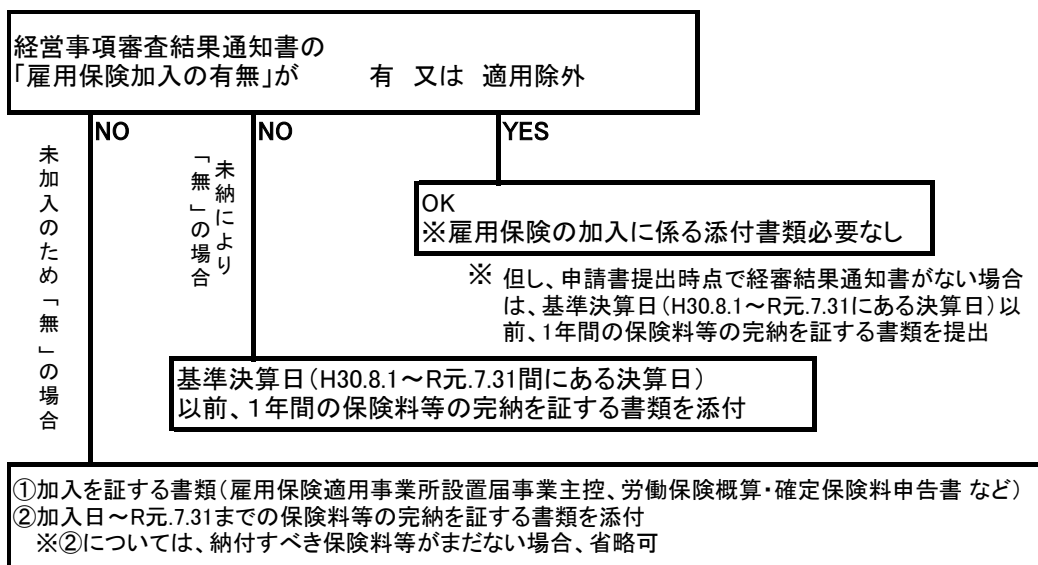 経営事項審査結果通知書の
「雇用保険加入の有無」が　　有　又は　適用除外
NO
NO
YES
未加入のため「無」の場合
未納により
「無」の場合
OK
※雇用保険の加入に係る添付書類必要なし
※ 但し、申請書提出時点で経審結果通知書がない場合
は、基準決算日(H30.8.1～R元.7.31にある決算日)以
前、1年間の保険料等の完納を証する書類を提出
基準決算日(H30.8.1～R元.7.31間にある決算日)
以前、1年間の保険料等の完納を証する書類を添付
①加入を証する書類(雇用保険適用事業所設置届事業主控、労働保険概算・確定保険料申告書 など)
②加入日～R元.7.31までの保険料等の完納を証する書類を添付
※②については、納付すべき保険料等がまだない場合、省略可